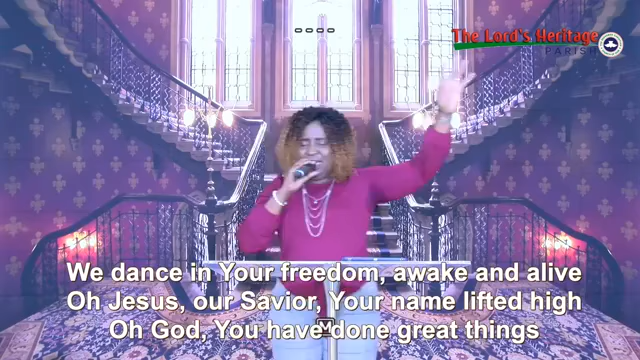 The Lord's Heritage
PARISH
We dance in Your freedom, awake and alive
Oh Jesus, our Savior, Your name lifted high
Oh God, You have done great things